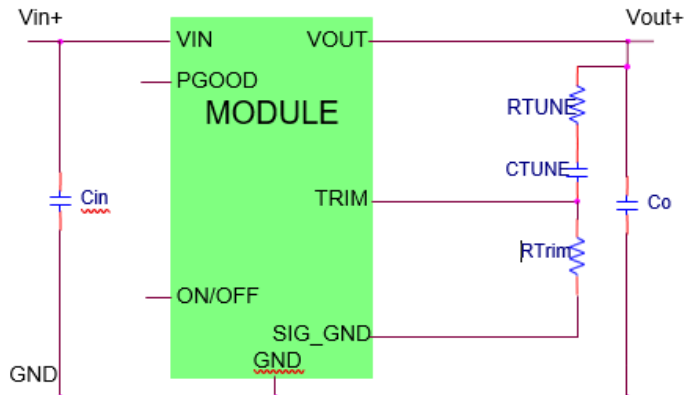 Vin+
Vout+
VIN
VOUT
PGOOD
MODULE
RTUNE
CTUNE
TRIM
Cin
Co
RTrim
ON/OFF
SIG_GND
GND
GND